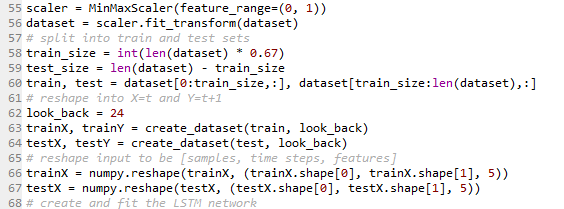 55 scaler = MinMaxScaler(feature_range=(0, 1))
56 dataset = scaler.fit_transform(dataset)
57 # split into train and test sets
58 train_size = int(len(dataset) * 0.67)
59 test_size = len(dataset) - train_size
60 train, test = dataset[0:train_size,:], dataset[train_size:len(dataset),:]
61 # reshape into X=t and Y=t+1
62 look_back = 24
63 trainX, trainY = create_dataset(train, look_back)
64 testX, testY = create_dataset(test, look_back)
65 # reshape input to be [samples, time steps, features]
66 trainX = numpy.reshape(trainX, (trainX.shape[0], trainX.shape[1], 5))
67 testX = numpy.reshape(testX, (testX.shape[0], testX.shape[1], 5))
68 # create and fit the LSTM network